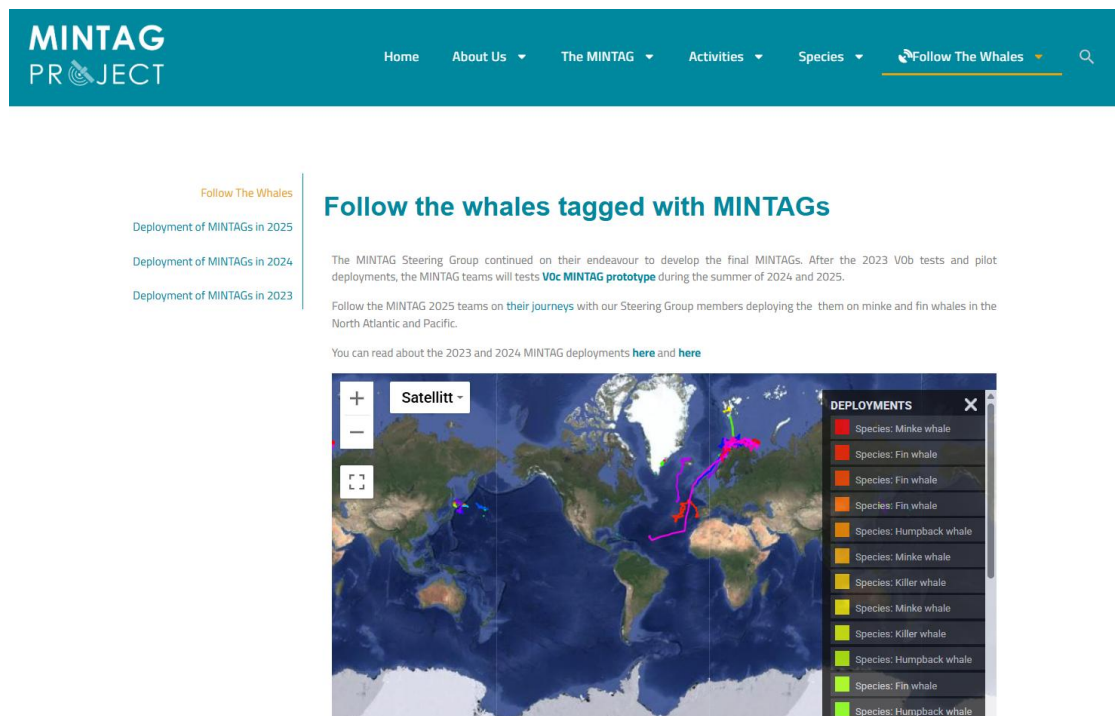 MINTAG
PROJECT
Home
About Us
The MINTAG
Activities
Species
Follow The Whales
Follow The Whales
Deployment of MINTAGs in 2025
Deployment of MINTAGs in 2024
Deployment of MINTAGs in 2023
Follow the whales tagged with MINTAGs
The MINTAG Steering Group continued on their endeavour to develop the final MINTAGs. After the 2023 V0b tests and pilot
deployments, the MINTAG teams will tests V0c MINTAG prototype during the summer of 2024 and 2025.
Follow the MINTAG 2025 teams on their journeys with our Steering Group members deploying the them on minke and fin whales in the
North Atlantic and Pacific.
You can read about the 2023 and 2024 MINTAG deployments here and here
Satellitt
DEPLOYMENTS
Species: Minke whale
Species: Fin whale
Species: Fin whale
Species: Fin whale
Species: Humpback whale
Species: Minke whale
Species: Killer whale
Species: Minke whale
Species: Killer whale
Species: Humpback whale
Species: Fin whale
Species: Humpback whale